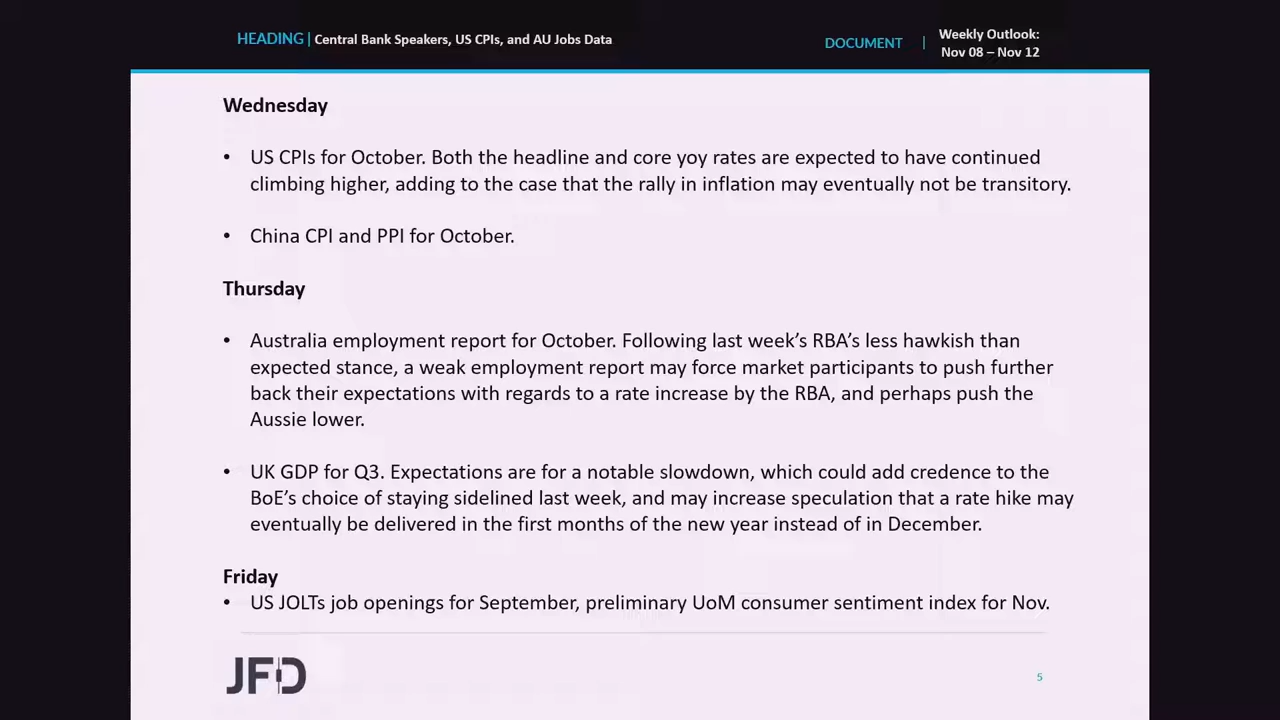 HEADING | Central Bank Speakers, US CPIs, and AU Jobs Data
DOCUMENT | Weekly Outlook:
Nov 08 – Nov 12
Wednesday
• US CPIs for October. Both the headline and core yoy rates are expected to have continued
climbing higher, adding to the case that the rally in inflation may eventually not be transitory.
• China CPI and PPI for October.
Thursday
• Australia employment report for October. Following last week’s RBA’s less hawkish than
expected stance, a weak employment report may force market participants to push further
back their expectations with regards to a rate increase by the RBA, and perhaps push the
Aussie lower.
• UK GDP for Q3. Expectations are for a notable slowdown, which could add credence to the
BoE’s choice of staying sidelined last week, and may increase speculation that a rate hike may
eventually be delivered in the first months of the new year instead of in December.
Friday
• US JOLTs job openings for September, preliminary UoM consumer sentiment index for Nov.
JFD
5